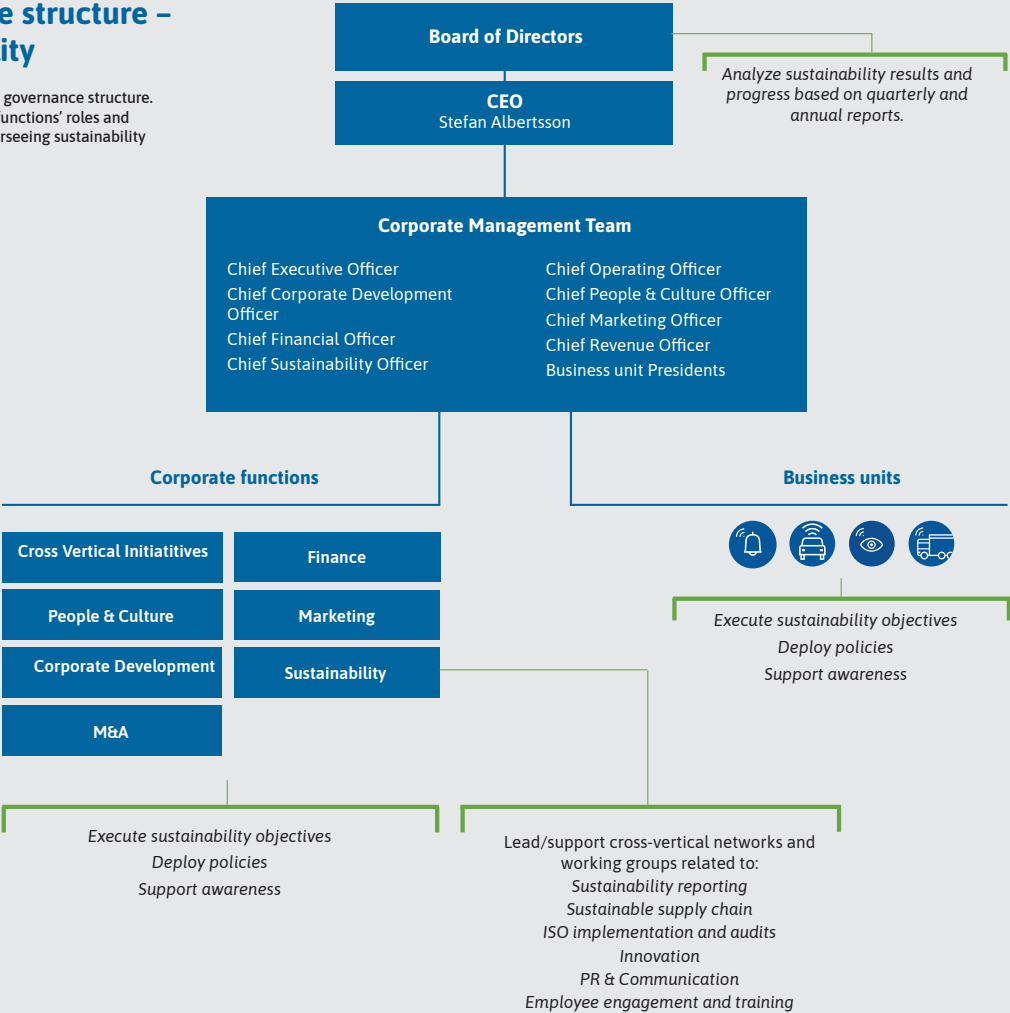 e structure –
ity
governance structure.
unctions’ roles and
rseeing sustainability
Board of Directors
CEO
Stefan Albertsson
Analyze sustainability results and
progress based on quarterly and
annual reports.
Corporate Management Team
Chief Executive Officer
Chief Corporate Development
Officer
Chief Financial Officer
Chief Sustainability Officer
Chief Operating Officer
Chief People & Culture Officer
Chief Marketing Officer
Chief Revenue Officer
Business unit Presidents
Corporate functions
Business units
Cross Vertical Initiatitives
Finance
People & Culture
Marketing
Corporate Development
Sustainability
M&A
Execute sustainability objectives
Deploy policies
Support awareness
Execute sustainability objectives
Deploy policies
Support awareness
Lead/support cross-vertical networks and
working groups related to:
Sustainability reporting
Sustainable supply chain
ISO implementation and audits
Innovation
PR & Communication
Employee engagement and training